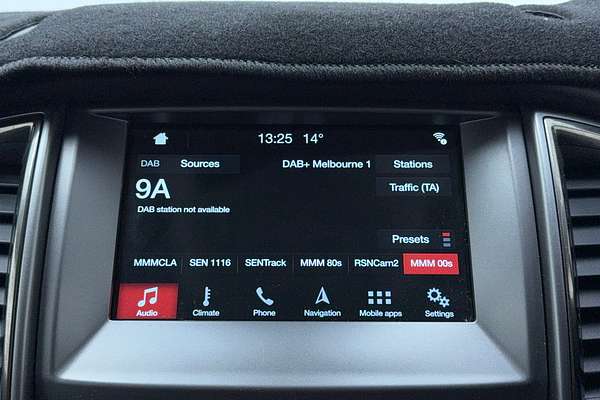 13:25 14°
DAB Sources DAB+ Melbourne 1 Stations
9A Traffic (TA)
DAB station not available
Presets
MMMCLA SEN 1116 SENTrack MMM 80s RSNCam2 MMM 00s
Audio Climate Phone Navigation Mobile apps Settings